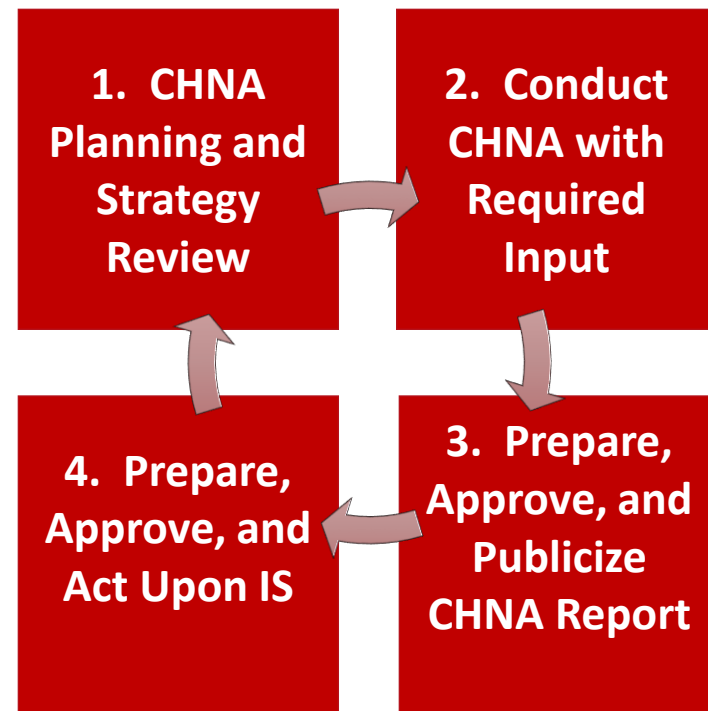 1. CHNA
Planning and
Strategy
Review
2. Conduct
CHNA with
Required
Input
3. Prepare,
Approve, and
Publicize
CHNA Report
4. Prepare,
Approve, and
Act Upon IS